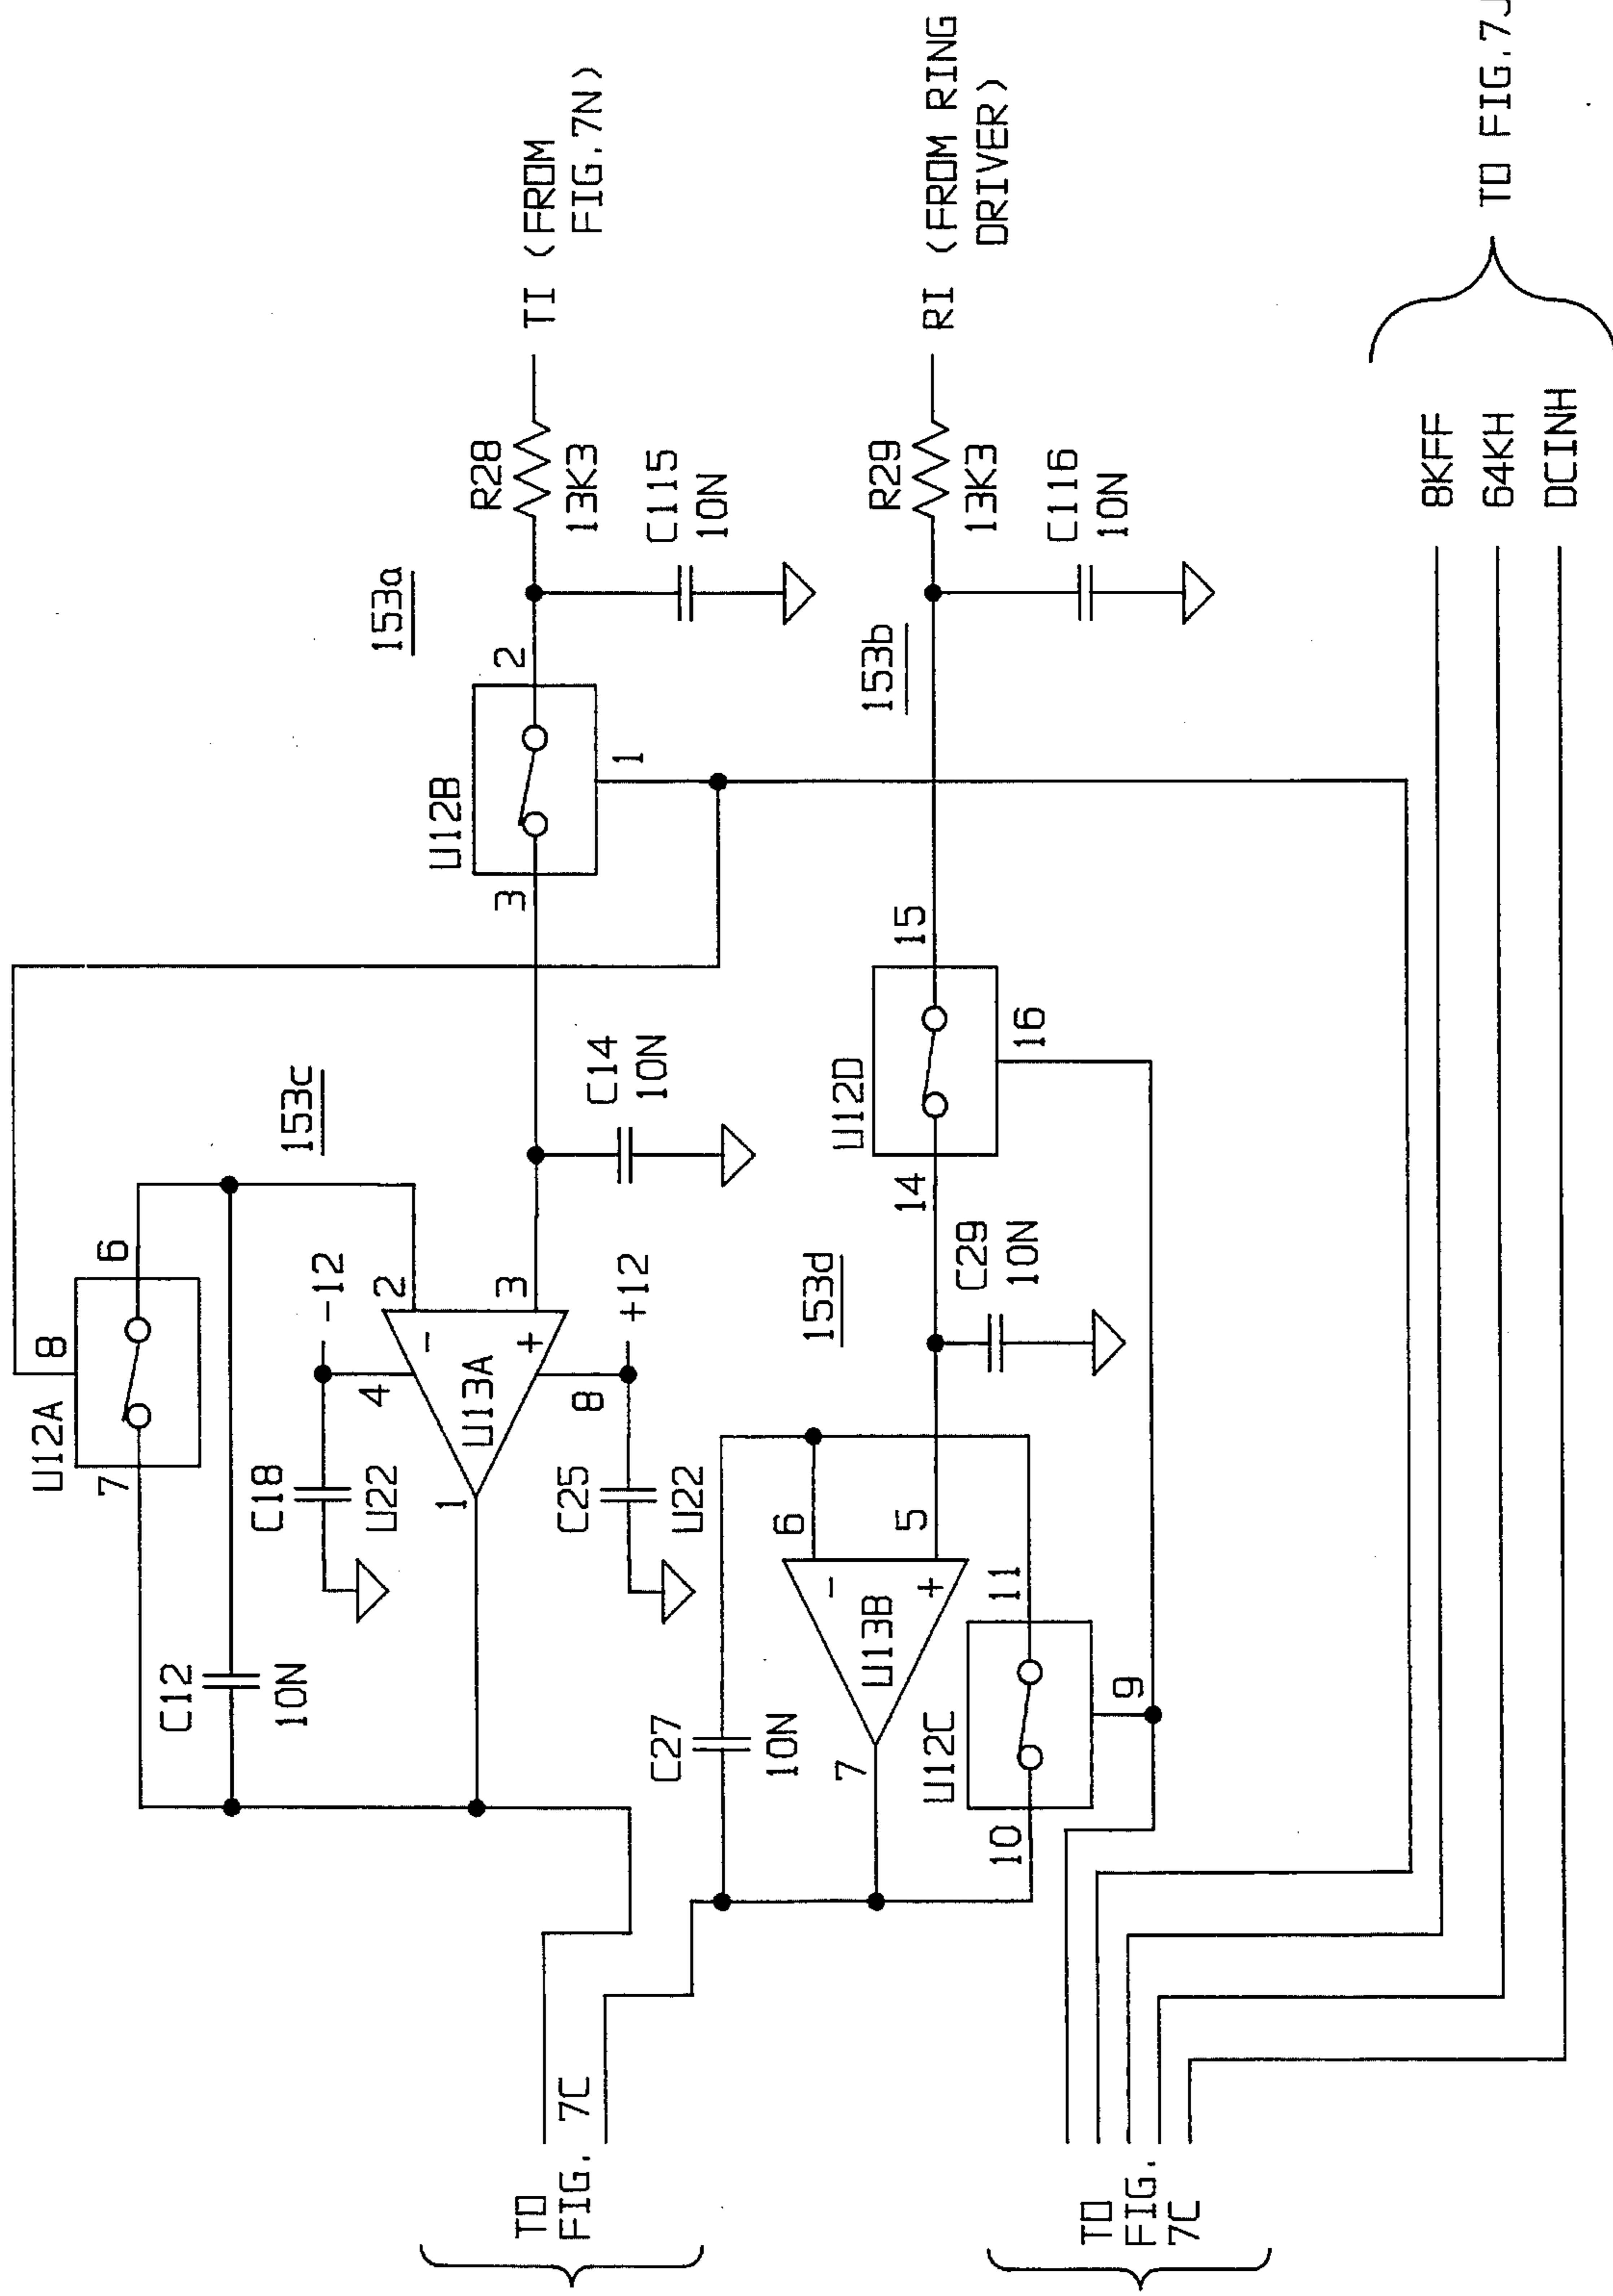 U12A
8
7
6
C12
10N
153c
C18
U22
-12
4
2
U13A
-
+
1
3
8
C25
U22
+12
C14
10N
U12B
3
2
1
153a
R28
13K3
C115
10N
TI (FROM
FIG.7N)
TO
FIG. 7C
C27
10N
6
5
7
U13B
-
+
153d
C29
10N
U12C
10
11
9
U12D
14
15
16
153b
R29
13K3
C116
10N
RI (FROM RING
DRIVER)
TO
FIG.
7C
8KFF
64KH
DCINH
TO FIG.7J